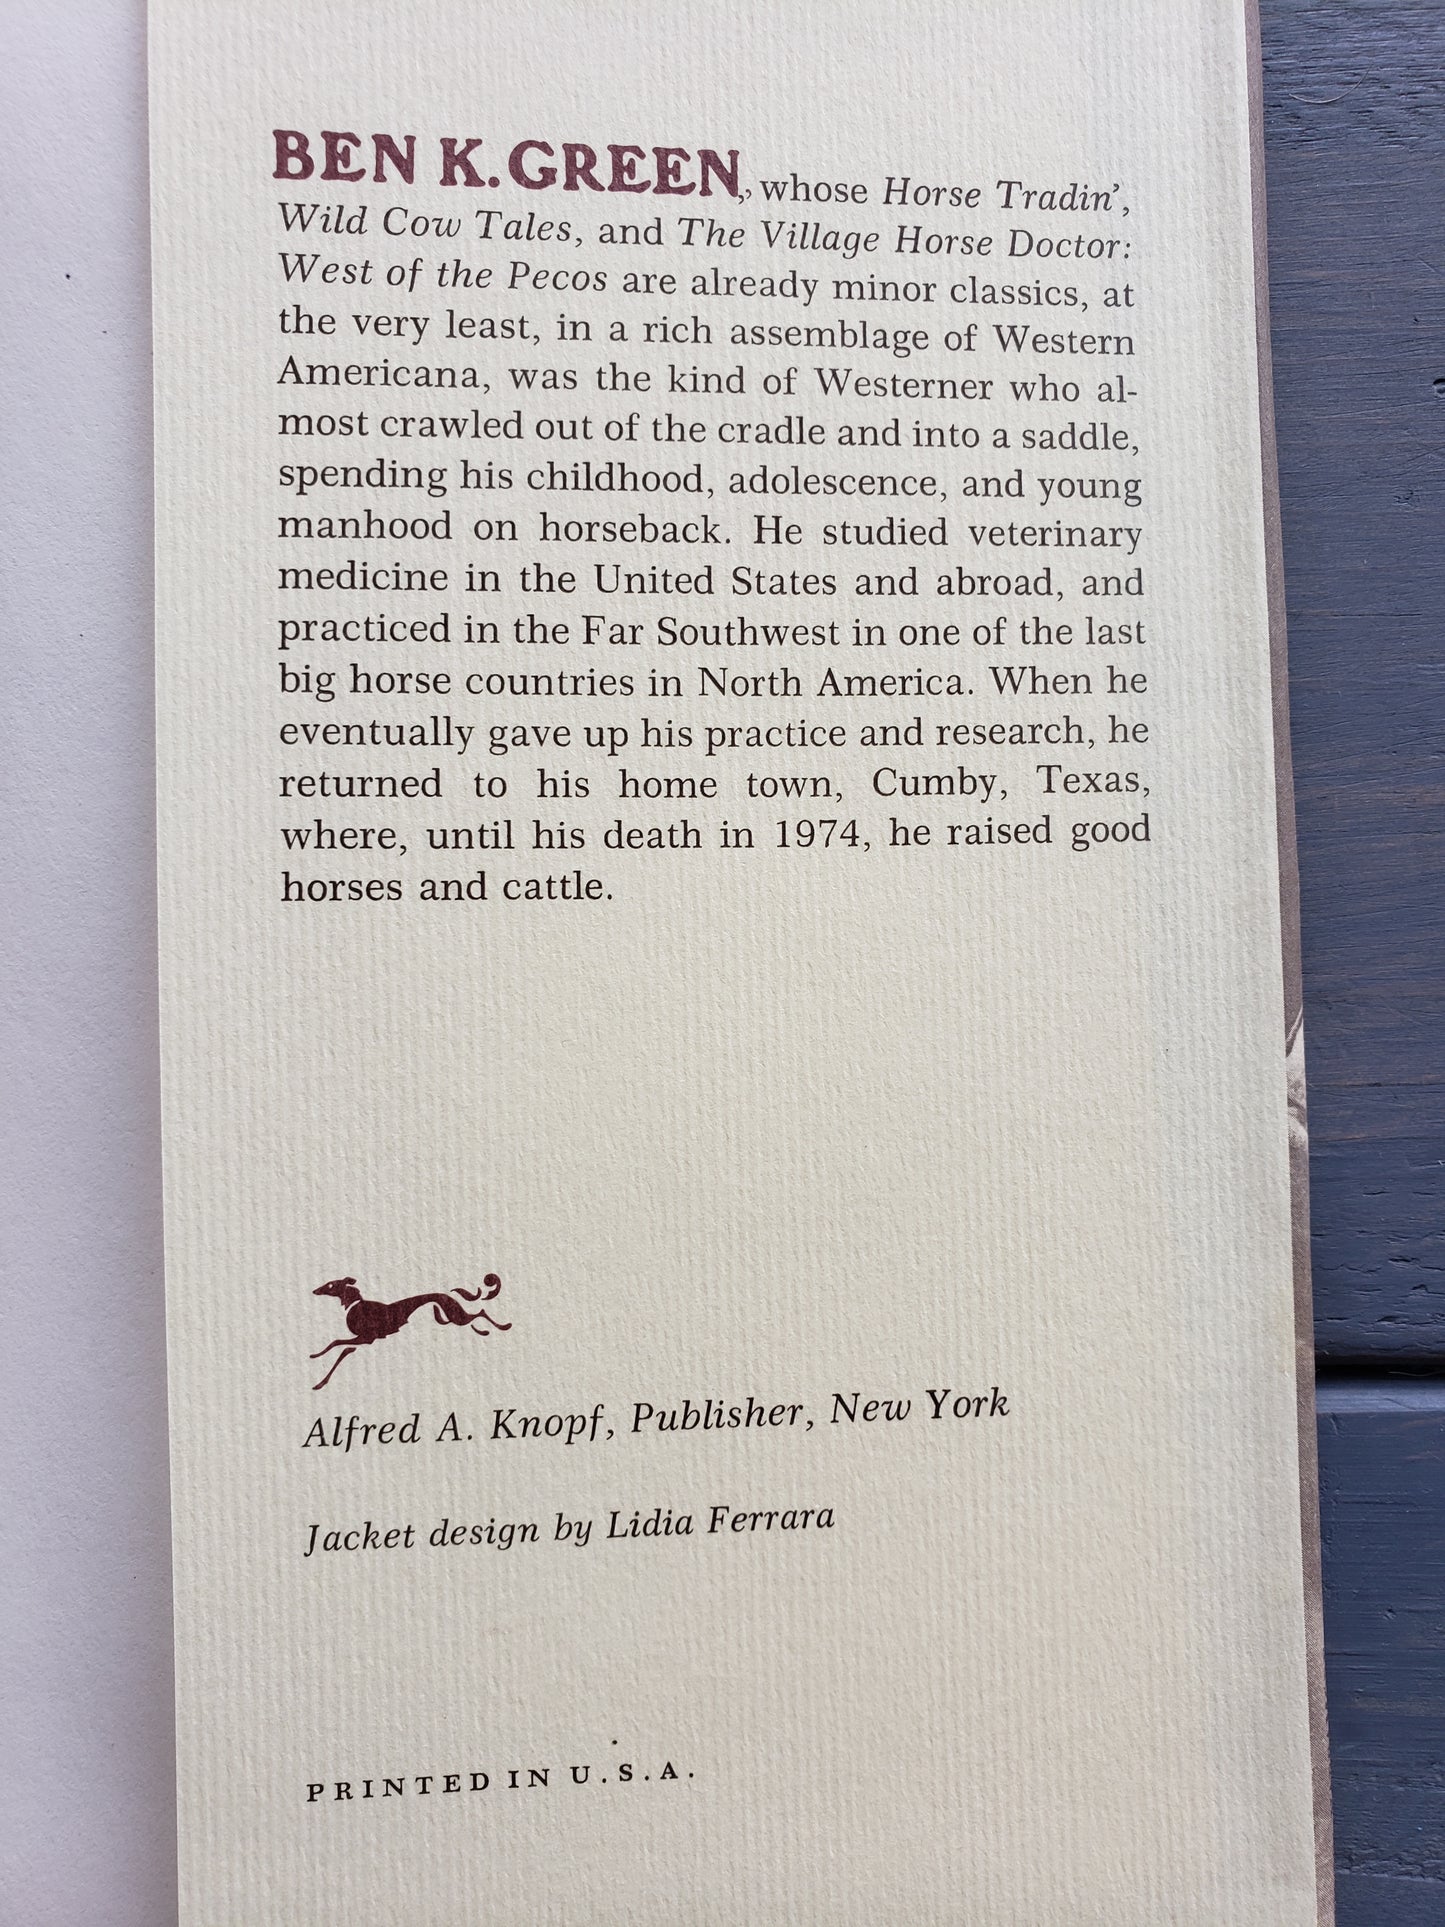 BEN K. GREEN,, whose Horse Tradin’,
Wild Cow Tales, and The Village Horse Doctor:
West of the Pecos are already minor classics, at
the very least, in a rich assemblage of Western
Americana, was the kind of Westerner who al-
most crawled out of the cradle and into a saddle,
spending his childhood, adolescence, and young
manhood on horseback. He studied veterinary
medicine in the United States and abroad, and
practiced in the Far Southwest in one of the last
big horse countries in North America. When he
eventually gave up his practice and research, he
returned to his home town, Cumby, Texas,
where, until his death in 1974, he raised good
horses and cattle.
Alfred A. Knopf, Publisher, New York
Jacket design by Lidia Ferrara
PRINTED IN U.S.A.